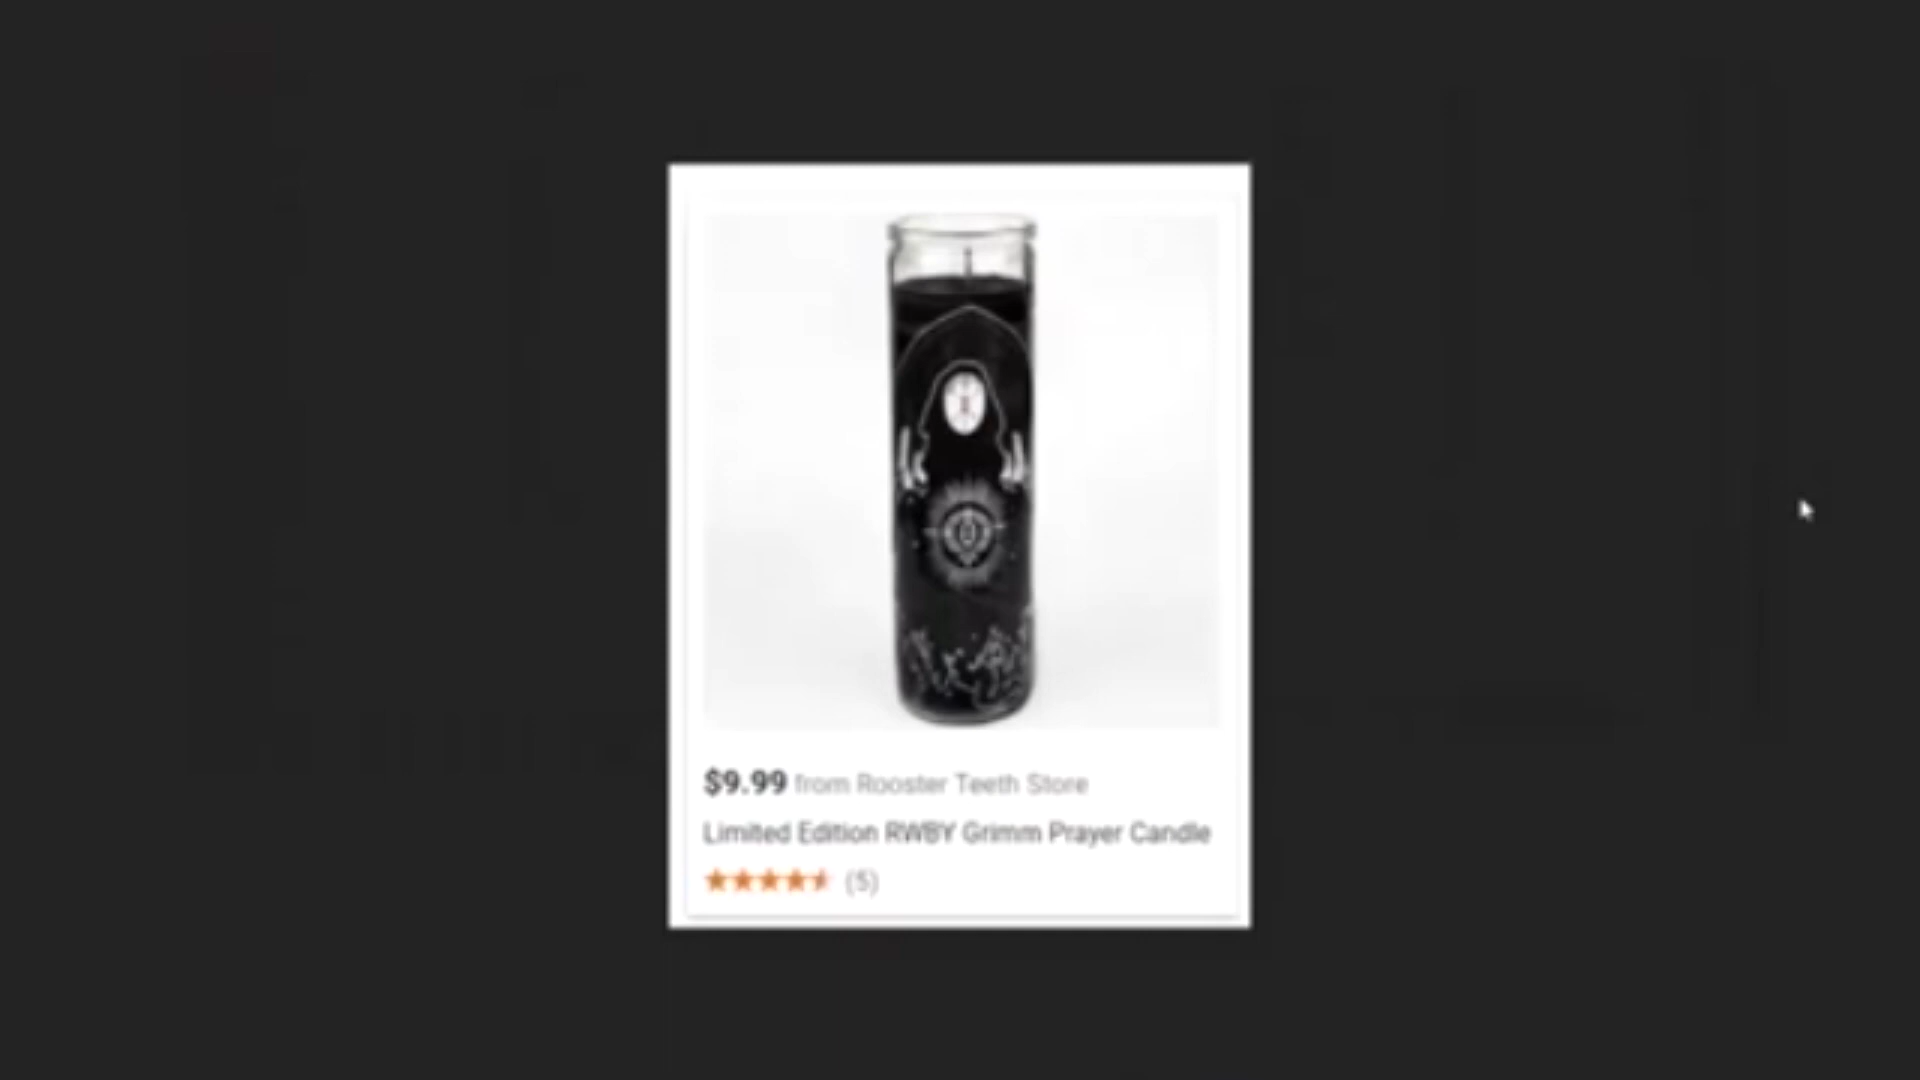 $9.99 from Rooster Teeth Store
Limited Edition RWBY Grimm Prayer Candle
(5)